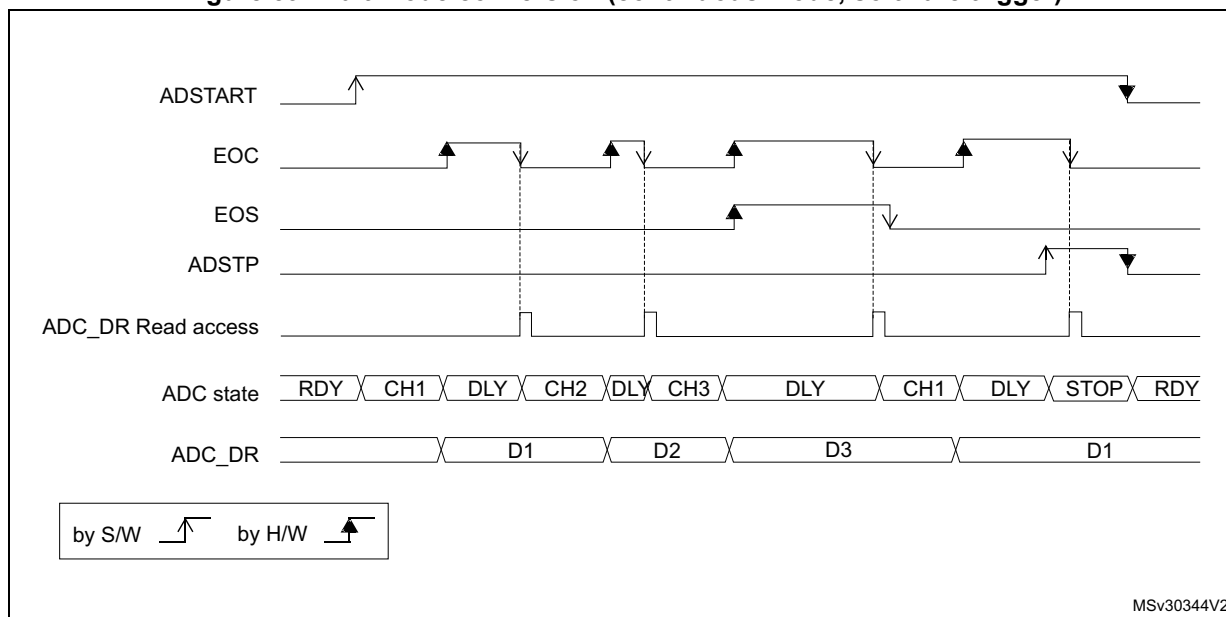 ADSTART
EOC
EOS
ADSTP
ADC_DR Read access
ADC state RDY CH1 DLY CH2 DLY CH3 DLY CH1 DLY STOP RDY
ADC_DR D1 D2 D3 D1
by S/W by H/W
MSv30344V2